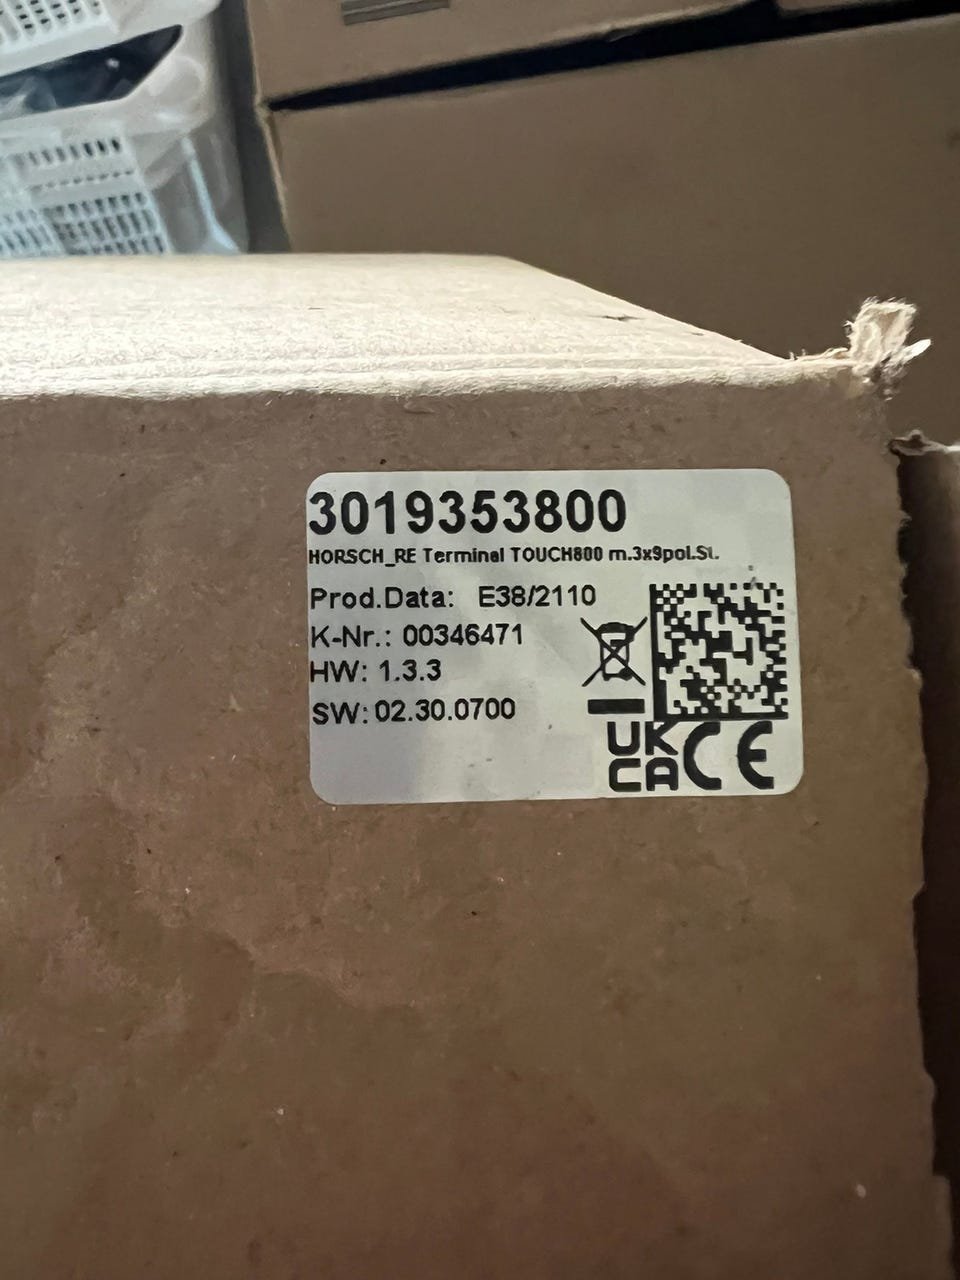 3019353800
HORSCH_RE Terminal TOUCH800 m.3x9pol.St.
Prod.Data: E38/2110
K-Nr.: 00346471
HW: 1.3.3
SW: 02.30.0700
UK
CA CE